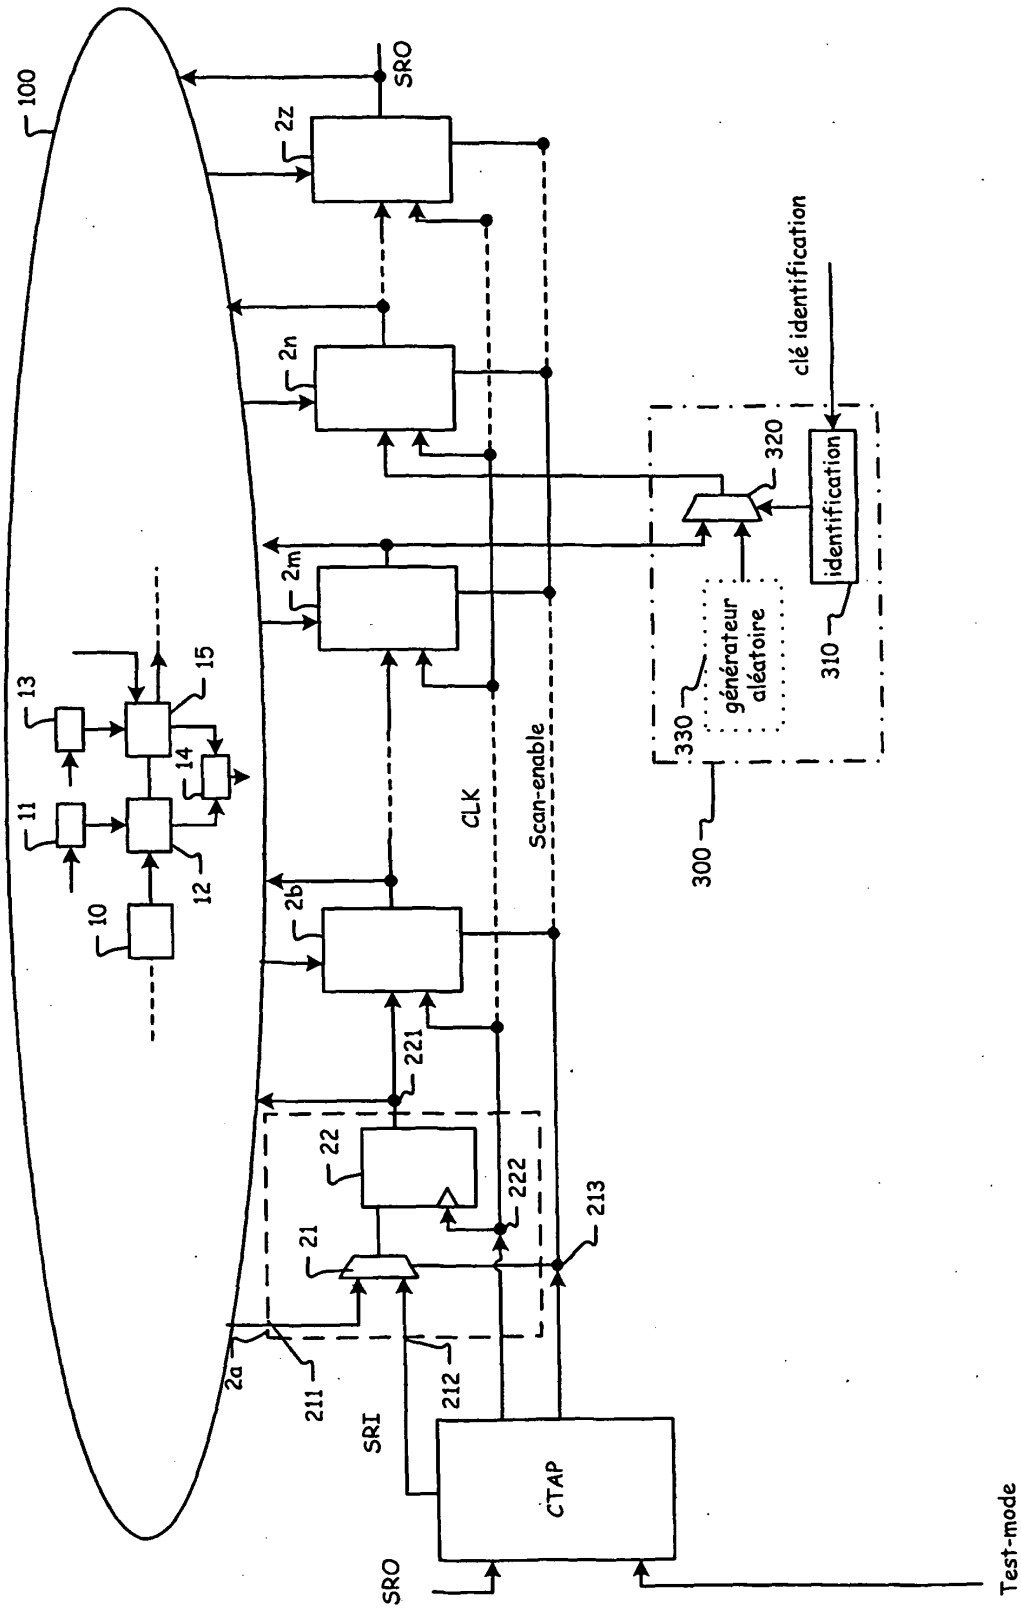 100
13
15
11
14
10
12
2a
211
212
21
22
221
222
213
2b
2m
2n
2z
SRO
SRI
CTAP
SRO
Test-mode
CLK
Scan-enable
300
330
générateur
aléatoire
310
identification
320
clé identification